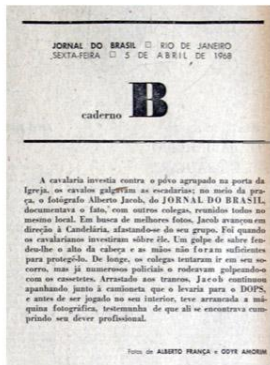 JORNAL DO BRASIL □ RIO DE JANEIRO
SEXTA-FEIRA □ 5 DE ABRIL DE 1968
caderno B
A cavalaria investia contra o povo agrupado na porta da
Igreja, os cavalos galgavam as escadarias; no meio da pra-
ça, o fotógrafo Alberto Jacob, do JORNAL DO BRASIL,
documentava o fato, com outros colegas, reunidos todos no
mesmo local. Em busca de melhores fotos, Jacob avançou em
direção à Candelária, afastando-se do seu grupo. Foi quando
os cavalarianos investiram sôbre êle. Um golpe de sabre fen-
deu-lhe o alto da cabeça e as mãos não foram suficientes
para protegê-lo. De longe, os colegas tentaram ir em seu so-
corro, mas já numerosos policiais o rodeavam golpeando-o
com os cassetetes. Arrastado aos trancos, Jacob continuou
apanhando junto à camioneta que o levaria para o DOPS,
e antes de ser jogado no seu interior, teve arrancada a má-
quina fotográfica, testemunha de que ali se encontrava cum-
prindo seu dever profissional.
Fotos de ALBERTO FRANÇA e ODYR AMORIM